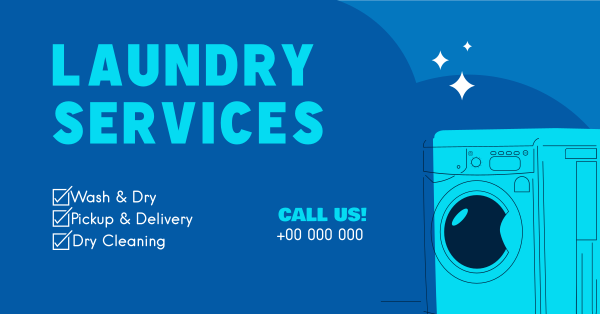 LAUNDRY
SERVICES
Wash & Dry
Pickup & Delivery
Dry Cleaning
CALL US!
+00 000 000